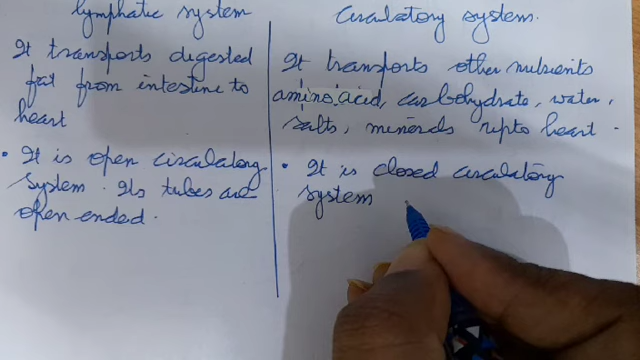 lymphatic system
Circulatory system.
It transports digested
fat from intestine to
heart
• It is open circulatory
system. Its tubes are
open ended.
It transports other nutrients
amino acid, carbohydrate, water,
salts, minerals upto heart.
• It is closed circulatory
system